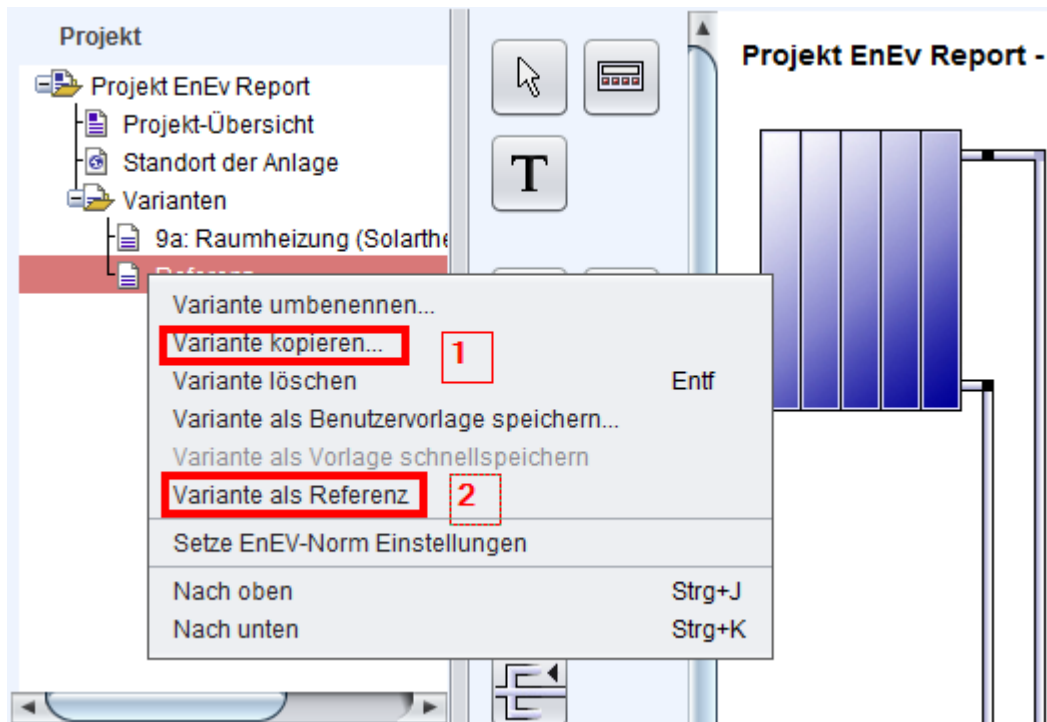 Projekt
Projekt EnEv Report
Projekt-Übersicht
Standort der Anlage
Varianten
9a: Raumheizung (Solarthe
Referenz
Variante umbenennen...
Variante kopieren...
1
Variante löschen Entf
Variante als Benutzervorlage speichern...
Variante als Vorlage schnellspeichern
Variante als Referenz
2
Setze EnEV-Norm Einstellungen
Nach oben Strg+J
Nach unten Strg+K
T
Projekt EnEv Report -